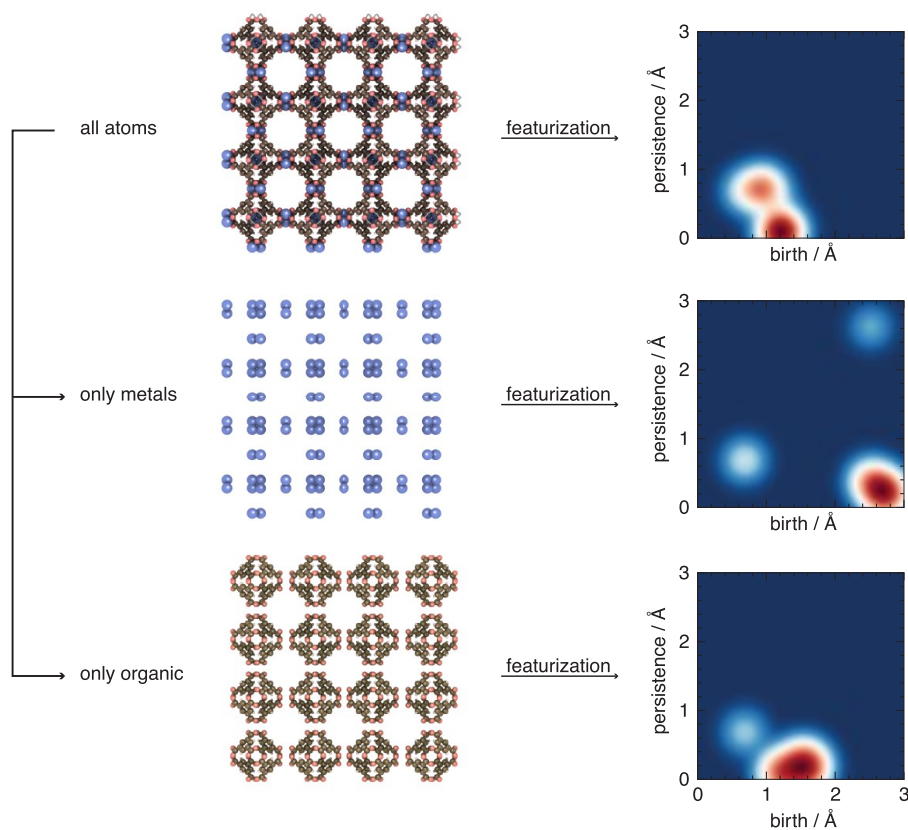 all atoms
featurization
persistence / Å
3
2
1
0
birth / Å
only metals
featurization
persistence / Å
3
2
1
0
birth / Å
only organic
featurization
persistence / Å
3
2
1
0
0 1 2 3
birth / Å